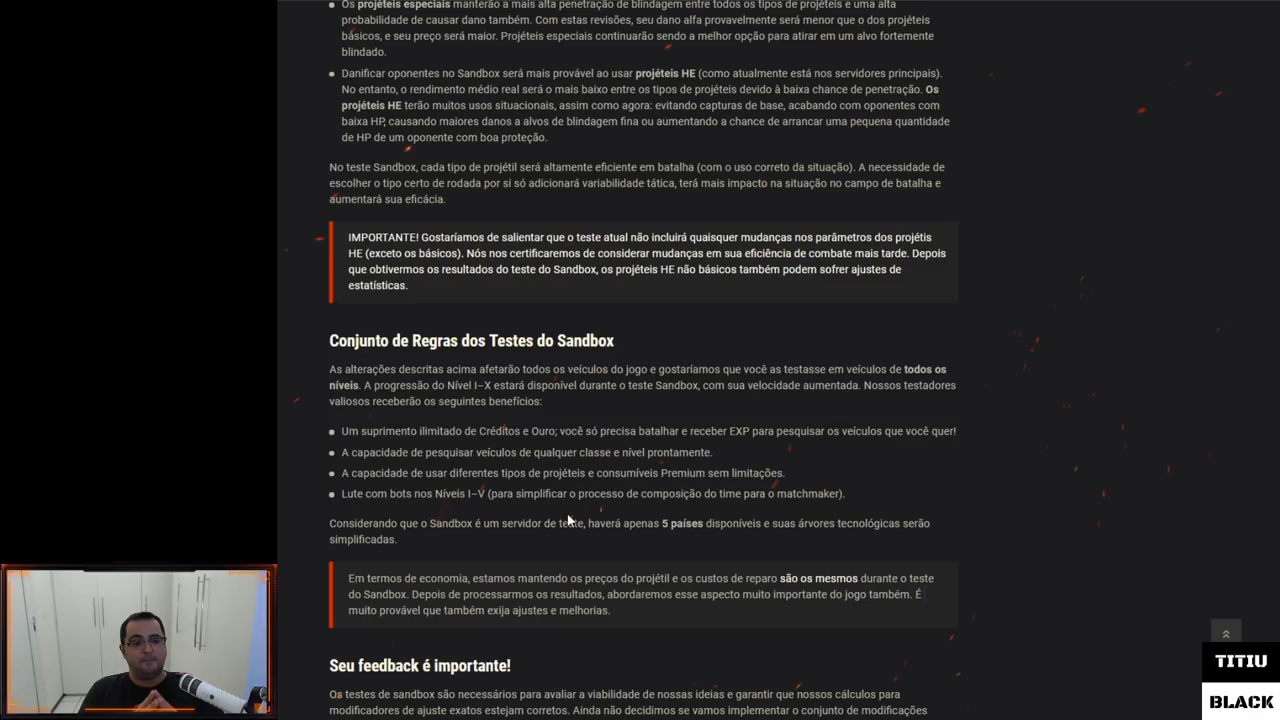 Os projéteis especiais manterão a mais alta penetração de blindagem entre todos os tipos de projéteis e uma alta
probabilidade de causar dano também. Com estas revisões, seu dano alfa provavelmente será menor que o dos projéteis
básicos, e seu preço será maior. Projéteis especiais continuarão sendo a melhor opção para atirar em um alvo fortemente
blindado.
Danificar oponentes no Sandbox será mais provável ao usar projéteis HE (como atualmente está nos servidores principais).
No entanto, o rendimento médio real será o mais baixo entre os tipos de projéteis devido à baixa chance de penetração. Os
projéteis HE terão muitos usos situacionais, assim como agora: evitando capturas de base, acabando com oponentes com
baixa HP, causando maiores danos a alvos de blindagem fina ou aumentando a chance de arrancar uma pequena quantidade
de HP de um oponente com boa proteção.
No teste Sandbox, cada tipo de projétil será altamente eficiente em batalha (com o uso correto da situação). A necessidade de
escolher o tipo certo de rodada por si só adicionará variabilidade tática, terá mais impacto na situação no campo de batalha e
aumentará sua eficácia.
IMPORTANTE! Gostaríamos de salientar que o teste atual não incluirá quaisquer mudanças nos parâmetros dos projétis
HE (exceto os básicos). Nós nos certificaremos de considerar mudanças em sua eficiência de combate mais tarde. Depois
que obtivermos os resultados do teste do Sandbox, os projéteis HE não básicos também podem sofrer ajustes de
estatísticas.
Conjunto de Regras dos Testes do Sandbox
As alterações descritas acima afetarão todos os veículos do jogo e gostaríamos que você as testasse em veículos de todos os
níveis. A progressão do Nível I–X estará disponível durante o teste Sandbox, com sua velocidade aumentada. Nossos testadores
valiosos receberão os seguintes benefícios:
Um suprimento ilimitado de Créditos e Ouro; você só precisa batalhar e receber EXP para pesquisar os veículos que você quer!
A capacidade de pesquisar veículos de qualquer classe e nível prontamente.
A capacidade de usar diferentes tipos de projéteis e consumíveis Premium sem limitações.
Lute com bots nos Níveis I–V (para simplificar o processo de composição do time para o matchmaker).
Considerando que o Sandbox é um servidor de teste, haverá apenas 5 países disponíveis e suas árvores tecnológicas serão
simplificadas.
Em termos de economia, estamos mantendo os preços do projétil e os custos de reparo são os mesmos durante o teste
do Sandbox. Depois de processarmos os resultados, abordaremos esse aspecto muito importante do jogo também. É
muito provável que também exija ajustes e melhorias.
Seu feedback é importante!
Os testes de sandbox são necessários para avaliar a viabilidade de nossas ideias e garantir que nossos cálculos para
modificadores de ajuste exatos estejam corretos. Ainda não decidimos se vamos implementar o conjunto de modificações
TITIU
BLACK